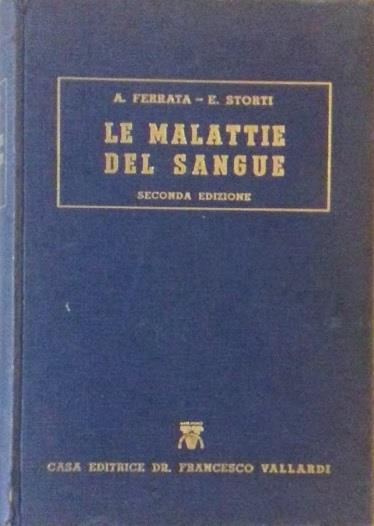 A. FERRATA - E. STORTI
LE MALATTIE
DEL SANGUE
SECONDA EDIZIONE
CASA EDITRICE DR. FRANCESCO VALLARDI